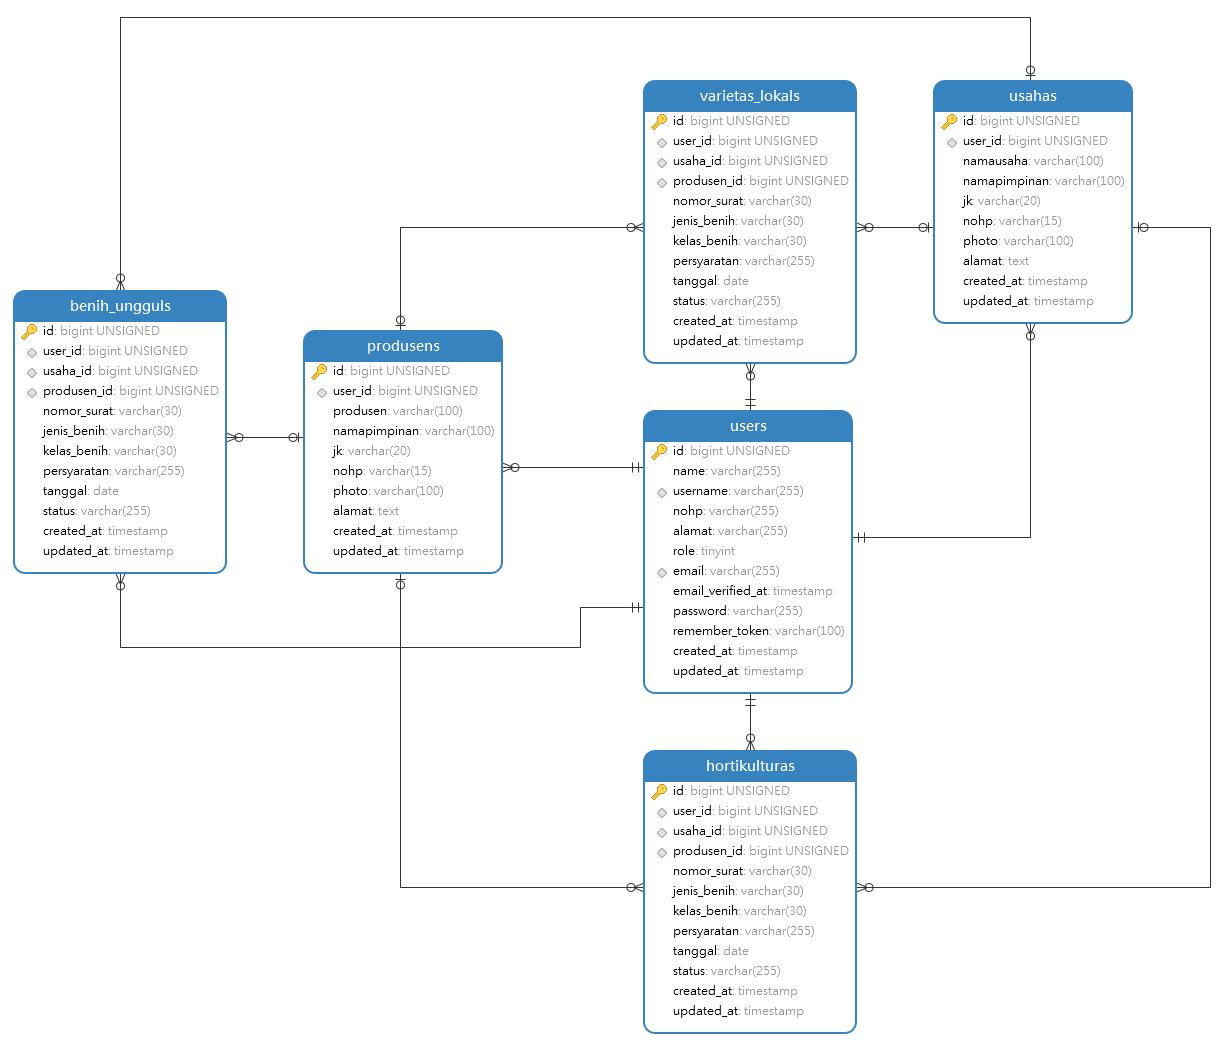 varietas_lokals
id: bigint UNSIGNED
user_id: bigint UNSIGNED
usaha_id: bigint UNSIGNED
produsen_id: bigint UNSIGNED
nomor_surat: varchar(30)
jenis_benih: varchar(30)
kelas_benih: varchar(30)
persyaratan: varchar(255)
tanggal: date
status: varchar(255)
created_at: timestamp
updated_at: timestamp
usahas
id: bigint UNSIGNED
user_id: bigint UNSIGNED
namausaha: varchar(100)
namapimpinan: varchar(100)
jk: varchar(20)
nohp: varchar(15)
photo: varchar(100)
alamat: text
created_at: timestamp
updated_at: timestamp
benih_ungguls
id: bigint UNSIGNED
user_id: bigint UNSIGNED
usaha_id: bigint UNSIGNED
produsen_id: bigint UNSIGNED
nomor_surat: varchar(30)
jenis_benih: varchar(30)
kelas_benih: varchar(30)
persyaratan: varchar(255)
tanggal: date
status: varchar(255)
created_at: timestamp
updated_at: timestamp
produsens
id: bigint UNSIGNED
user_id: bigint UNSIGNED
produsen: varchar(100)
namapimpinan: varchar(100)
jk: varchar(20)
nohp: varchar(15)
photo: varchar(100)
alamat: text
created_at: timestamp
updated_at: timestamp
users
id: bigint UNSIGNED
name: varchar(255)
username: varchar(255)
nohp: varchar(255)
alamat: varchar(255)
role: tinyint
email: varchar(255)
email_verified_at: timestamp
password: varchar(255)
remember_token: varchar(100)
created_at: timestamp
updated_at: timestamp
hortikulturas
id: bigint UNSIGNED
user_id: bigint UNSIGNED
usaha_id: bigint UNSIGNED
produsen_id: bigint UNSIGNED
nomor_surat: varchar(30)
jenis_benih: varchar(30)
kelas_benih: varchar(30)
persyaratan: varchar(255)
tanggal: date
status: varchar(255)
created_at: timestamp
updated_at: timestamp